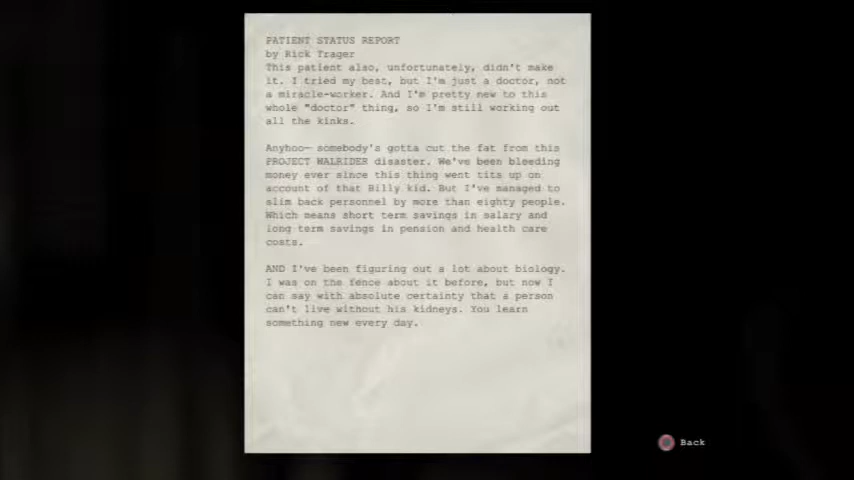 PATIENT STATUS REPORT
by Rick Trager
This patient also, unfortunately, didn't make
it. I tried my best, but I'm just a doctor, not
a miracle-worker. And I'm pretty new to this
whole "doctor" thing, so I'm still working out
all the kinks.
Anyhoo— somebody's gotta cut the fat from this
PROJECT WALRIDER disaster. We've been bleeding
money ever since this thing went tits up on
account of that Billy kid. But I've managed to
slim back personnel by more than eighty people.
Which means short term savings in salary and
long term savings in pension and health care
costs.
AND I've been figuring out a lot about biology.
I was on the fence about it before, but now I
can say with absolute certainty that a person
can't live without his kidneys. You learn
something new every day.
Back